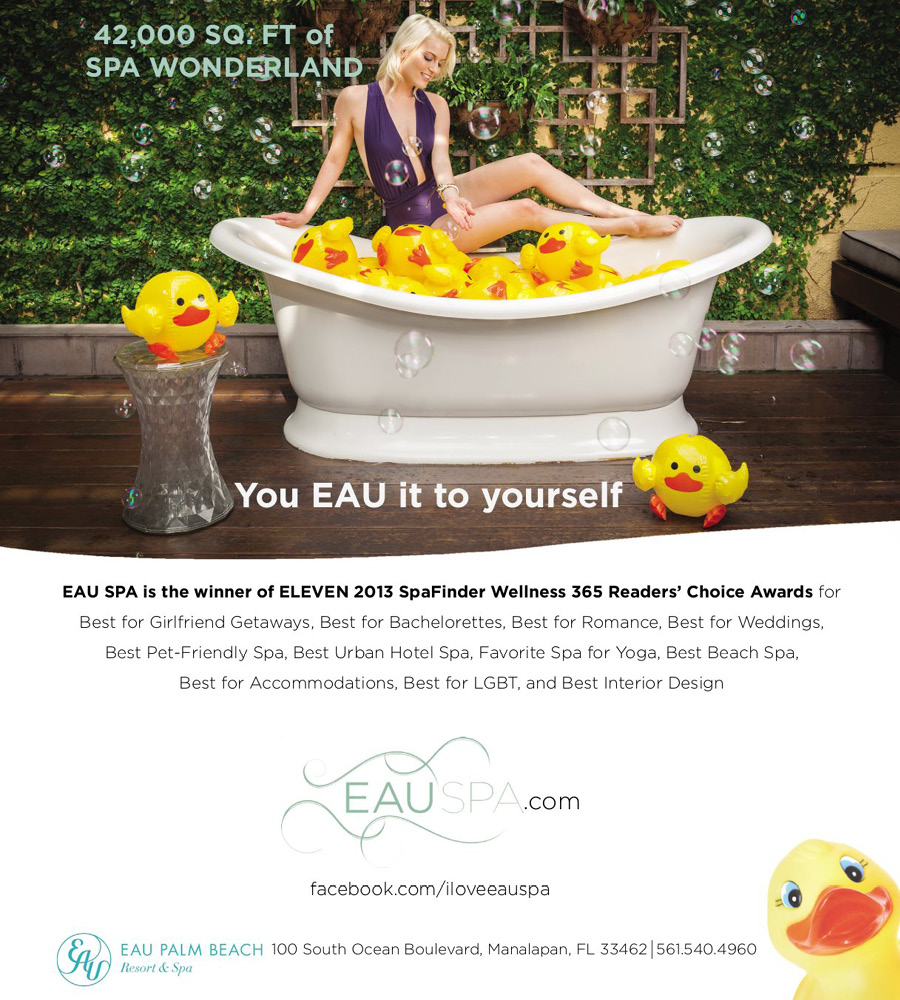 42,000 SQ. FT of
SPA WONDERLAND
You EAU it to yourself
EAU SPA is the winner of ELEVEN 2013 SpaFinder Wellness 365 Readers’ Choice Awards for
Best for Girlfriend Getaways, Best for Bachelorettes, Best for Romance, Best for Weddings,
Best Pet-Friendly Spa, Best Urban Hotel Spa, Favorite Spa for Yoga, Best Beach Spa,
Best for Accommodations, Best for LGBT, and Best Interior Design
EAUSPA.com
facebook.com/iloveeauspa
EAU EAU PALM BEACH 100 South Ocean Boulevard, Manalapan, FL 33462|561.540.4960
Resort & Spa